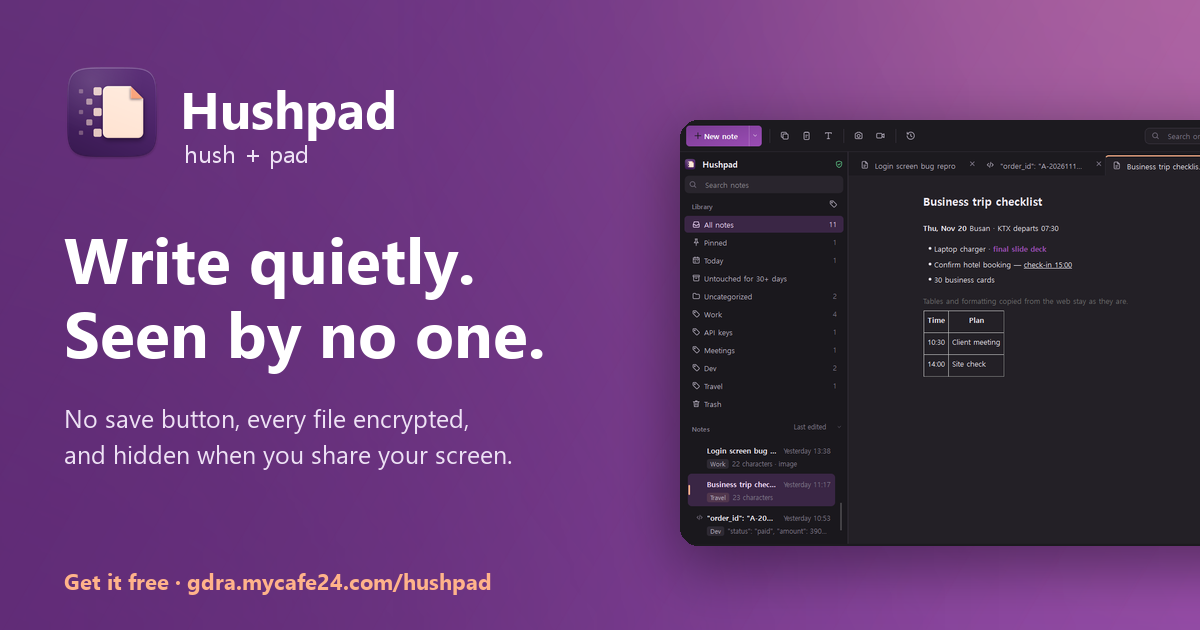 Hushpad
hush + pad
Write quietly.
Seen by no one.
No save button, every file encrypted,
and hidden when you share your screen.
Get it free · gdra.mycafe24.com/hushpad
+ New note
Search or
Hushpad
Search notes
Library
All notes 11
Pinned 1
Today 1
Untouched for 30+ days
Uncategorized 2
Work 4
API keys 1
Meetings 1
Dev 2
Travel 1
Trash
Notes Last edited
Login screen bug ... Yesterday 13:38
Work 22 characters · Image
Business trip chec... Yesterday 11:17
Travel 23 characters
</> "order_id": "A-20... Yesterday 10:53
Dev "status": "paid", "amount": 390...
Login screen bug repro × </> "order_id": "A-2026111... × Business trip checklis
Business trip checklist
Thu, Nov 20 Busan · KTX departs 07:30
• Laptop charger · final slide deck
• Confirm hotel booking — check-in 15:00
• 30 business cards
Tables and formatting copied from the web stay as they are.
Time Plan
10:30 Client meeting
14:00 Site check